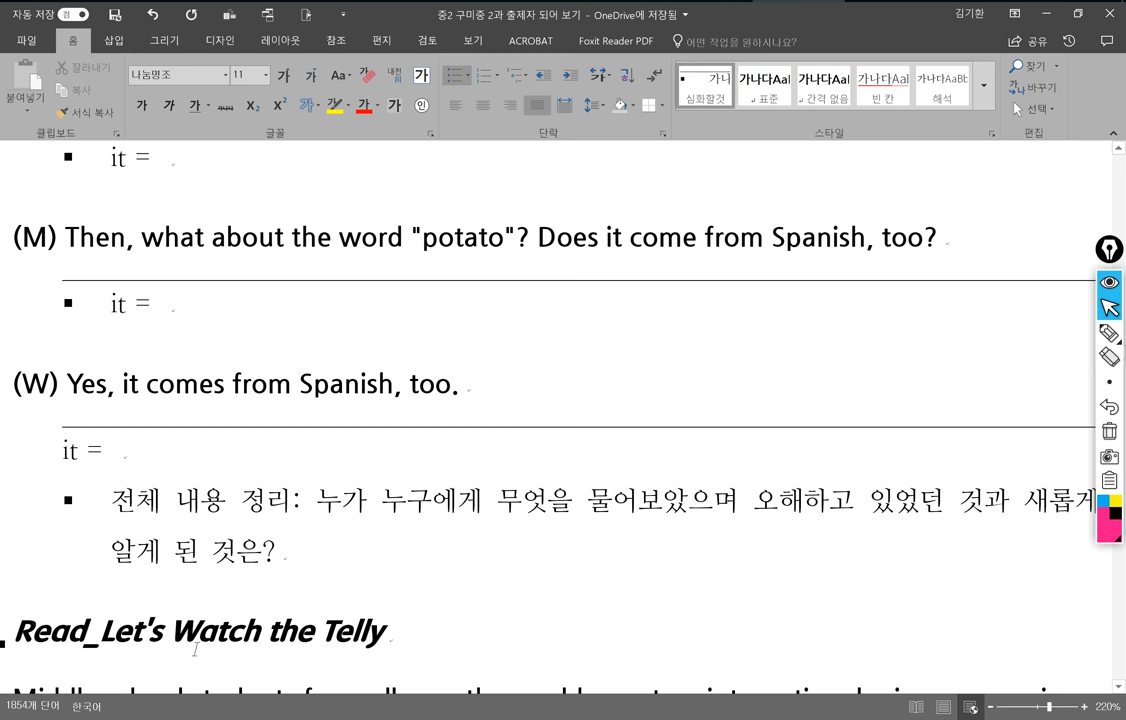 자동 저장 컴 중2 구미중 2과 출제자 되어 보기 - OneDrive에 저장됨 김기환
파일 홈 삽입 그리기 디자인 레이아웃 참조 편지 검토 보기 ACROBAT Foxit Reader PDF 어떤 작업을 원하시나요? 공유
붙여넣기 잘라내기 복사 서식 복사
나눔명조 11
가나 심화할것 가나다AaI 표준 가나다AaI 간격 없음 가나다AaI 빈 칸 가나다AaBb 해석
찾기 바꾸기 선택
클립보드 글꼴 단락 스타일 편집
▪ it =
(M) Then, what about the word "potato"? Does it come from Spanish, too?
▪ it =
(W) Yes, it comes from Spanish, too.
it =
▪ 전체 내용 정리: 누가 누구에게 무엇을 물어보았으며 오해하고 있었던 것과 새롭게
알게 된 것은?
Read_Let's Watch the Telly
1854개 단어 한국어 220%